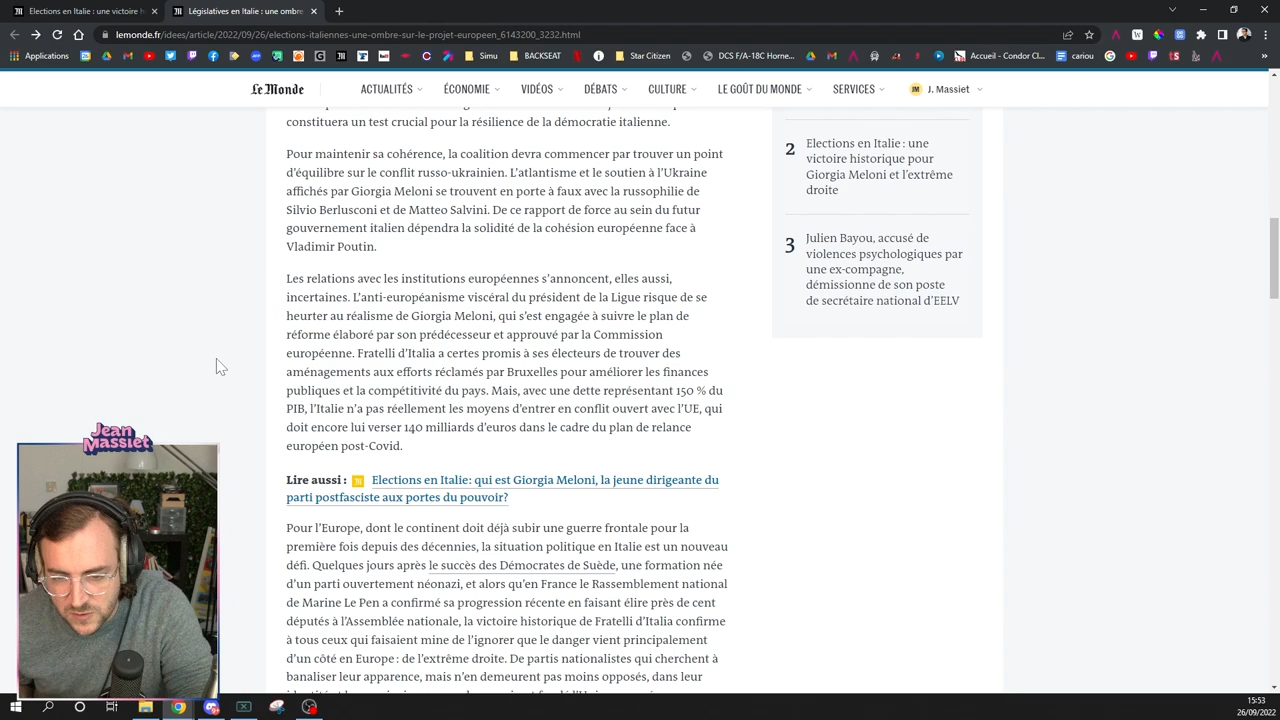 Elections en Italie : une victoire h
Législatives en Italie : une ombre
lemonde.fr/idees/article/2022/09/26/elections-italiennes-une-ombre-sur-le-projet-europeen_6143200_3232.html
Applications
Simu
BACKSEAT
Star Citizen
DCS F/A-18C Horne...
Accueil - Condor Cl...
cariou
Le Monde
ACTUALITÉS
ÉCONOMIE
VIDÉOS
DÉBATS
CULTURE
LE GOÛT DU MONDE
SERVICES
JM J. Massiet
constituera un test crucial pour la résilience de la démocratie italienne.
Pour maintenir sa cohérence, la coalition devra commencer par trouver un point
d'équilibre sur le conflit russo-ukrainien. L'atlantisme et le soutien à l'Ukraine
affichés par Giorgia Meloni se trouvent en porte à faux avec la russophilie de
Silvio Berlusconi et de Matteo Salvini. De ce rapport de force au sein du futur
gouvernement italien dépendra la solidité de la cohésion européenne face à
Vladimir Poutin.
Les relations avec les institutions européennes s'annoncent, elles aussi,
incertaines. L'anti-européanisme viscéral du président de la Ligue risque de se
heurter au réalisme de Giorgia Meloni, qui s'est engagée à suivre le plan de
réforme élaboré par son prédécesseur et approuvé par la Commission
européenne. Fratelli d'Italia a certes promis à ses électeurs de trouver des
aménagements aux efforts réclamés par Bruxelles pour améliorer les finances
publiques et la compétitivité du pays. Mais, avec une dette représentant 150 % du
PIB, l'Italie n'a pas réellement les moyens d'entrer en conflit ouvert avec l'UE, qui
doit encore lui verser 140 milliards d'euros dans le cadre du plan de relance
européen post-Covid.
Lire aussi : Elections en Italie: qui est Giorgia Meloni, la jeune dirigeante du
parti postfasciste aux portes du pouvoir?
Pour l'Europe, dont le continent doit déjà subir une guerre frontale pour la
première fois depuis des décennies, la situation politique en Italie est un nouveau
défi. Quelques jours après le succès des Démocrates de Suède, une formation née
d'un parti ouvertement néonazi, et alors qu'en France le Rassemblement national
de Marine Le Pen a confirmé sa progression récente en faisant élire près de cent
députés à l'Assemblée nationale, la victoire historique de Fratelli d'Italia confirme
à tous ceux qui faisaient mine de l'ignorer que le danger vient principalement
d'un côté en Europe : de l'extrême droite. De partis nationalistes qui cherchent à
banaliser leur apparence, mais n'en demeurent pas moins opposés, dans leur
2
Elections en Italie : une
victoire historique pour
Giorgia Meloni et l'extrême
droite
3
Julien Bayou, accusé de
violences psychologiques par
une ex-compagne,
démissionne de son poste
de secrétaire national d'EELV
Jean
Massiet
15:53
26/09/2022